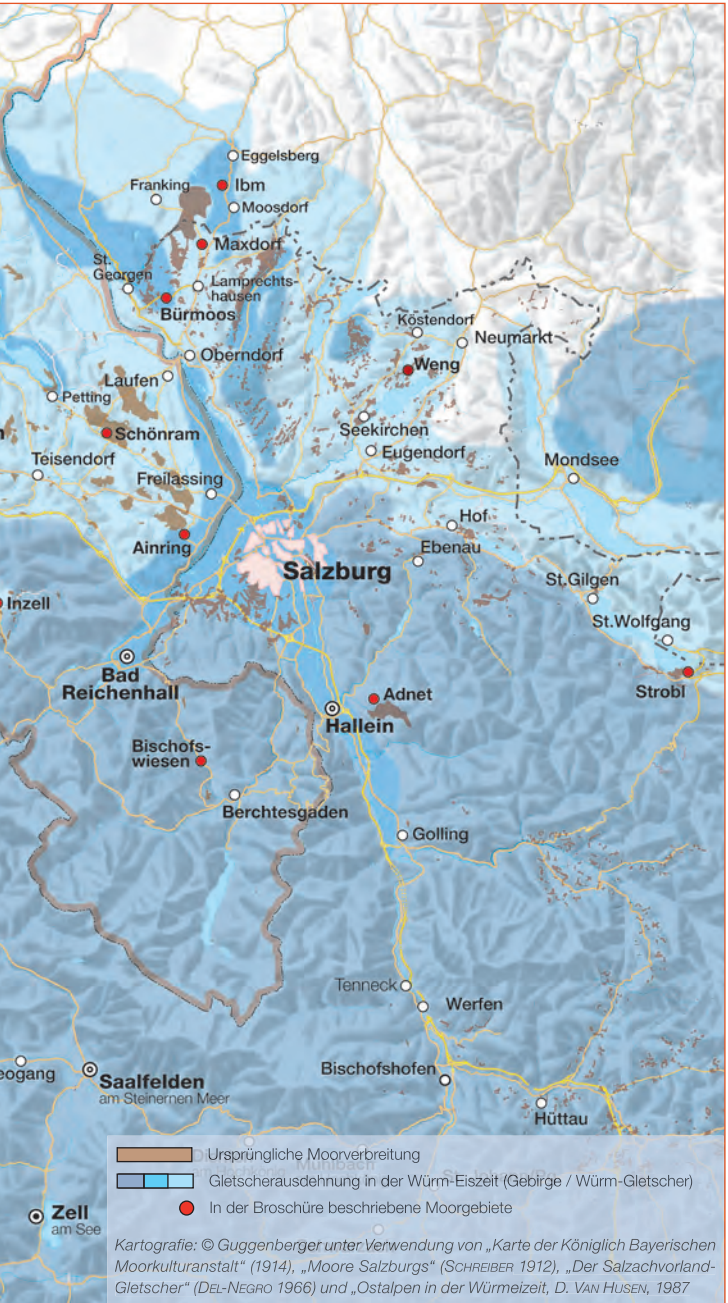 Eggelsberg
Franking
Ibm
Moosdorf
Maxdorf
St.
Georgen
Lamprechts-
hausen
Bürmoos
Köstendorf
Neumarkt
Oberndorf
Weng
Laufen
Petting
Seekirchen
Schönram
Eugendorf
Teisendorf
Mondsee
Freilassing
Hof
Ainring
Ebenau
Salzburg
St.Gilgen
Inzell
St.Wolfgang
Bad
Reichenhall
Adnet
Strobl
Hallein
Bischofs-
wiesen
Berchtesgaden
Golling
Tenneck
Werfen
eogang
Bischofshofen
Saalfelden
am Steinernen Meer
Hüttau
Mühlbach
Ursprüngliche Moorverbreitung
Gletscherausdehnung in der Würm-Eiszeit (Gebirge / Würm-Gletscher)
In der Broschüre beschriebene Moorgebiete
Zell
am See
Kartografie: © Guggenberger unter Verwendung von „Karte der Königlich Bayerischen
Moorkulturanstalt“ (1914), „Moore Salzburgs“ (SCHREIBER 1912), „Der Salzachvorland-
Gletscher“ (DEL-NEGRO 1966) und „Ostalpen in der Würmeizeit, D. VAN HUSEN, 1987